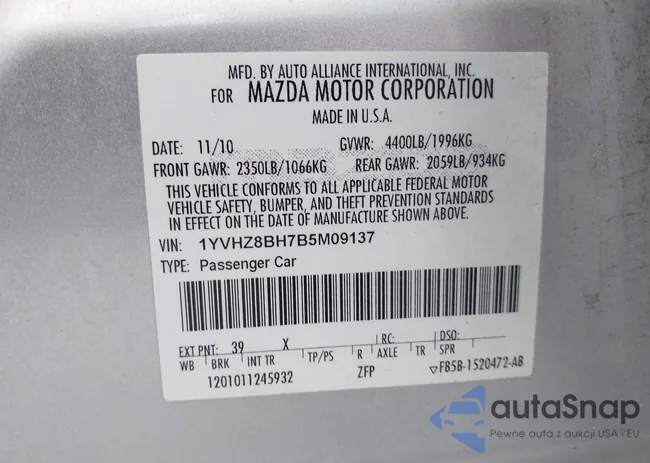 MFD. BY AUTO ALLIANCE INTERNATIONAL, INC.
FOR MAZDA MOTOR CORPORATION
MADE IN U.S.A.
DATE: 11/10 GVWR: 4400LB/1996KG
FRONT GAWR: 2350LB/1066KG REAR GAWR: 2059LB/934KG
THIS VEHICLE CONFORMS TO ALL APPLICABLE FEDERAL MOTOR
VEHICLE SAFETY, BUMPER, AND THEFT PREVENTION STANDARDS
IN EFFECT ON THE DATE OF MANUFACTURE SHOWN ABOVE.
VIN: 1YVHZ8BH7B5M09137
TYPE: Passenger Car
EXT PNT: 39 X RC: DSO:
WB BRK INT TR TP/PS R AXLE TR SPR
1201011245932 ZFP ▽F85B-1520472-AB
autaSnap
Pewne auta z aukcji USA i EU